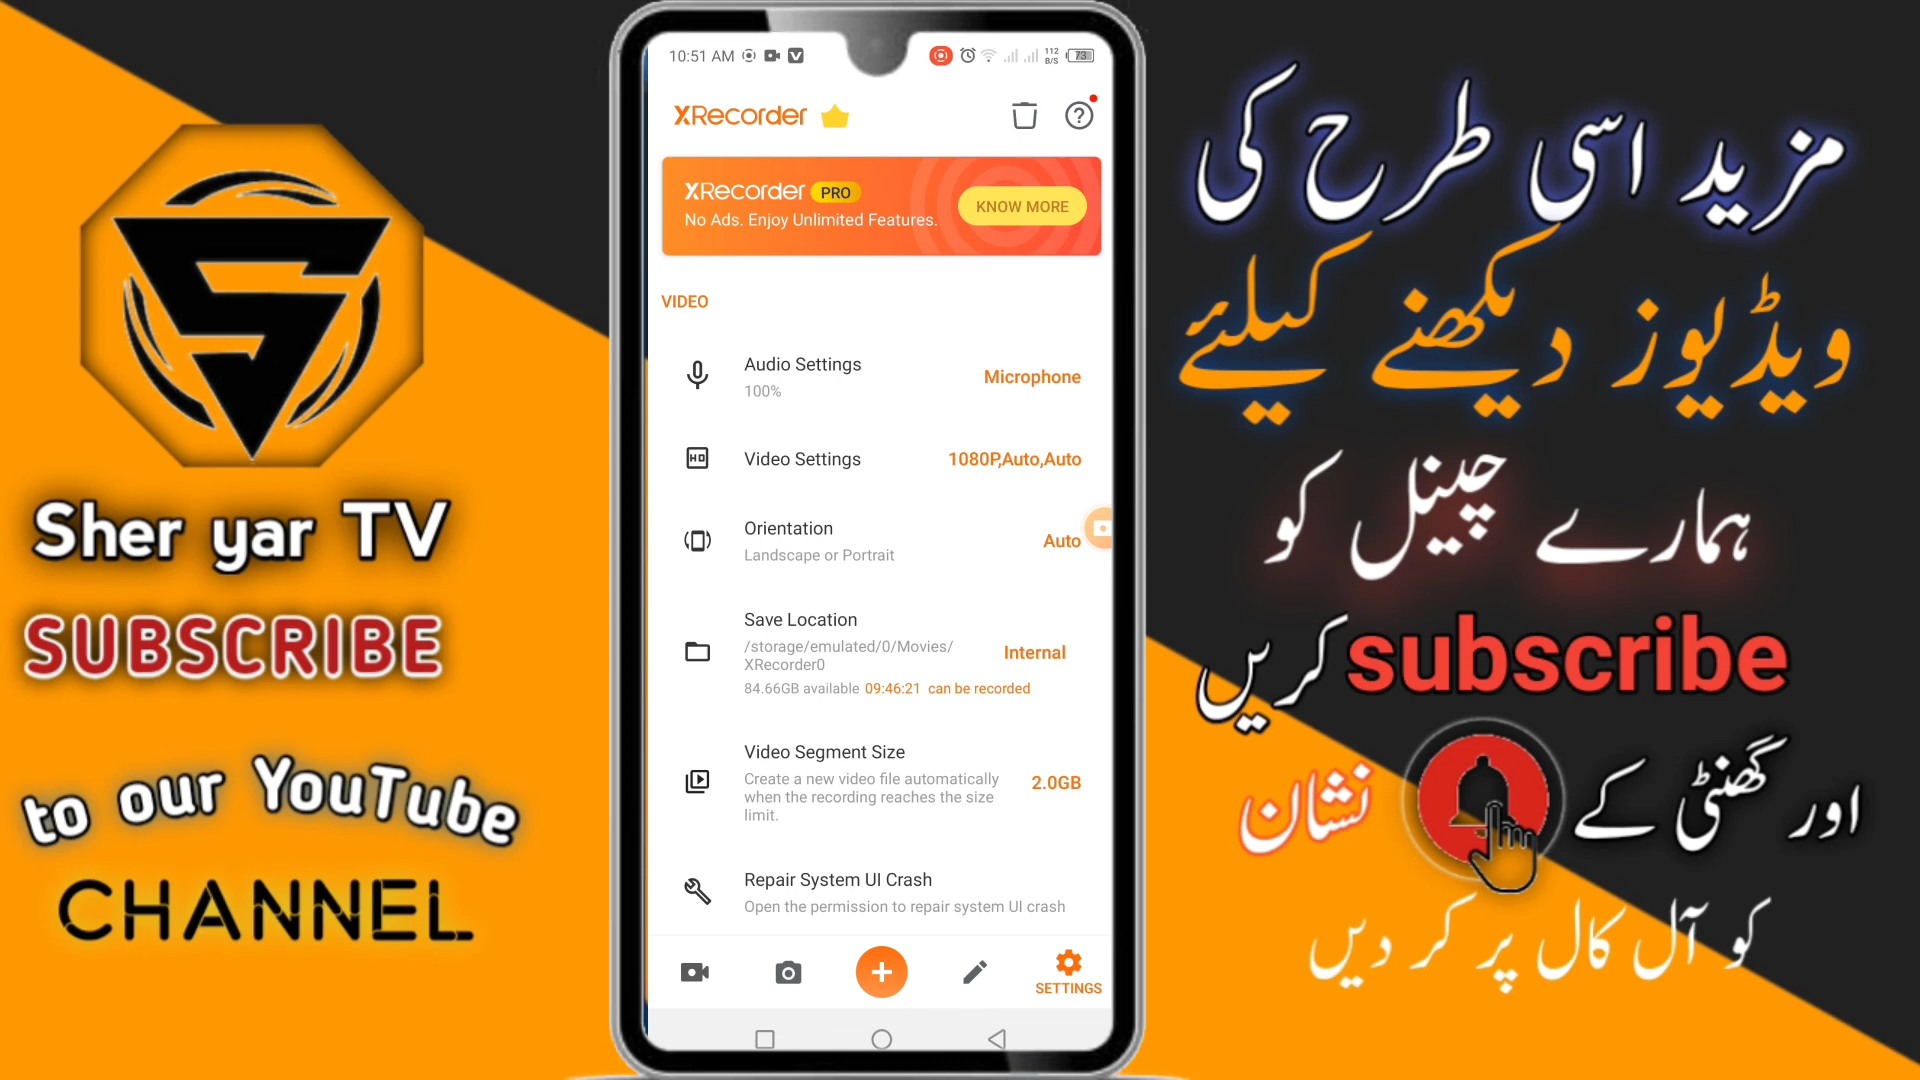 Sher yar TV
SUBSCRIBE
to our YouTube
CHANNEL
10:51 AM
112
B/S
73
XRecorder
XRecorder PRO
No Ads. Enjoy Unlimited Features.
KNOW MORE
VIDEO
Audio Settings
100%
Microphone
Video Settings
1080P,Auto,Auto
Orientation
Landscape or Portrait
Auto
Save Location
/storage/emulated/0/Movies/
XRecorder0
Internal
84.66GB available 09:46:21 can be recorded
Video Segment Size
Create a new video file automatically
when the recording reaches the size
limit.
2.0GB
Repair System UI Crash
Open the permission to repair system UI crash
SETTINGS
مزید اسی طرح کی
ویڈیوز دیکھنے کیلئے
ہمارے چینل کو
subscribe کریں
اور گھنٹی کے نشان
کو آل کال پر کر دیں